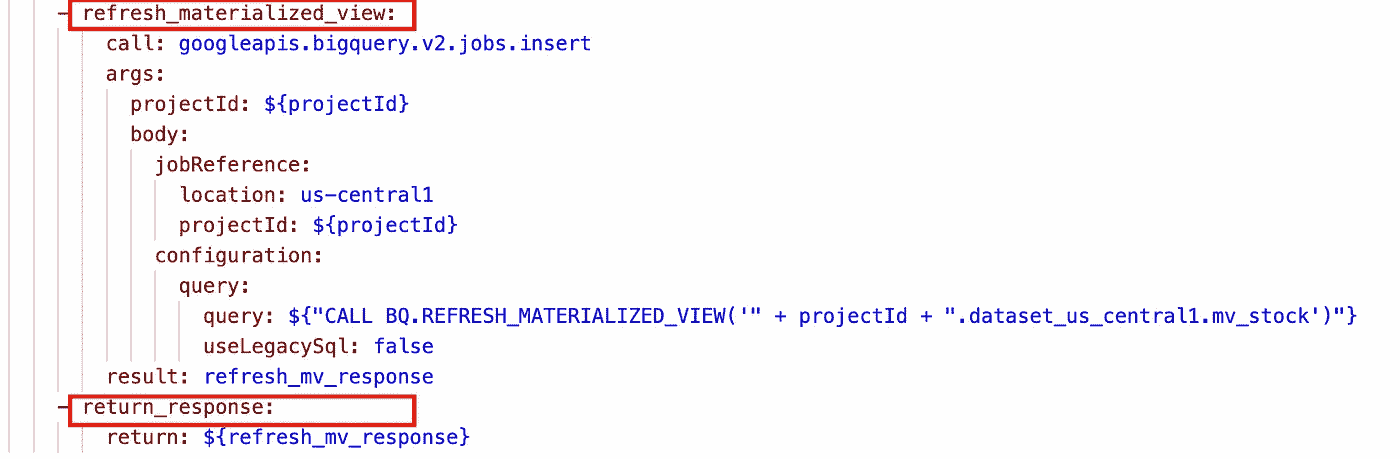 - refresh_materialized_view:
call: googleapis.bigquery.v2.jobs.insert
args:
projectId: ${projectId}
body:
jobReference:
location: us-central1
projectId: ${projectId}
configuration:
query:
query: ${"CALL BQ.REFRESH_MATERIALIZED_VIEW('" + projectId + ".dataset_us_central1.mv_stock')"}
useLegacySql: false
result: refresh_mv_response
- return_response:
return: ${refresh_mv_response}